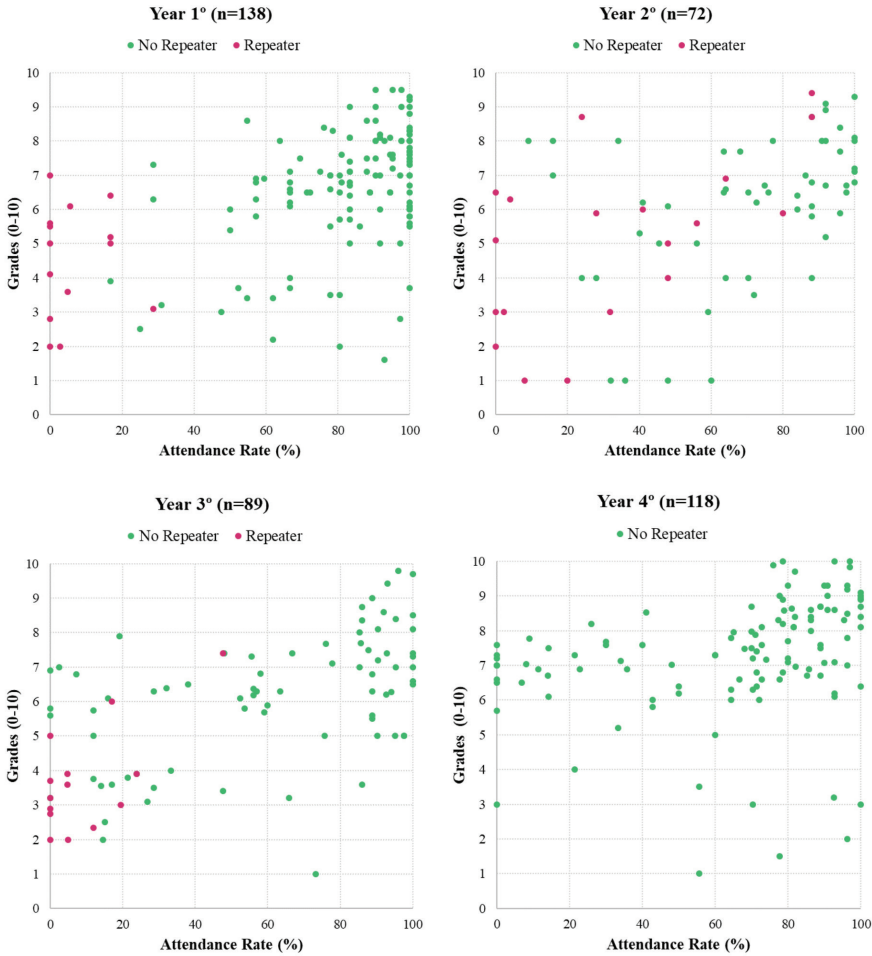 Year 1º (n=138)
No Repeater Repeater
10
9
8
7
6
5
4
3
2
1
0
Grades (0-10)
0 20 40 60 80 100
Attendance Rate (%)
Year 2º (n=72)
No Repeater Repeater
10
9
8
7
6
5
4
3
2
1
0
Grades (0-10)
0 20 40 60 80 100
Attendance Rate (%)
Year 3º (n=89)
No Repeater Repeater
10
9
8
7
6
5
4
3
2
1
0
Grades (0-10)
0 20 40 60 80 100
Attendance Rate (%)
Year 4º (n=118)
No Repeater
10
9
8
7
6
5
4
3
2
1
0
Grades (0-10)
0 20 40 60 80 100
Attendance Rate (%)